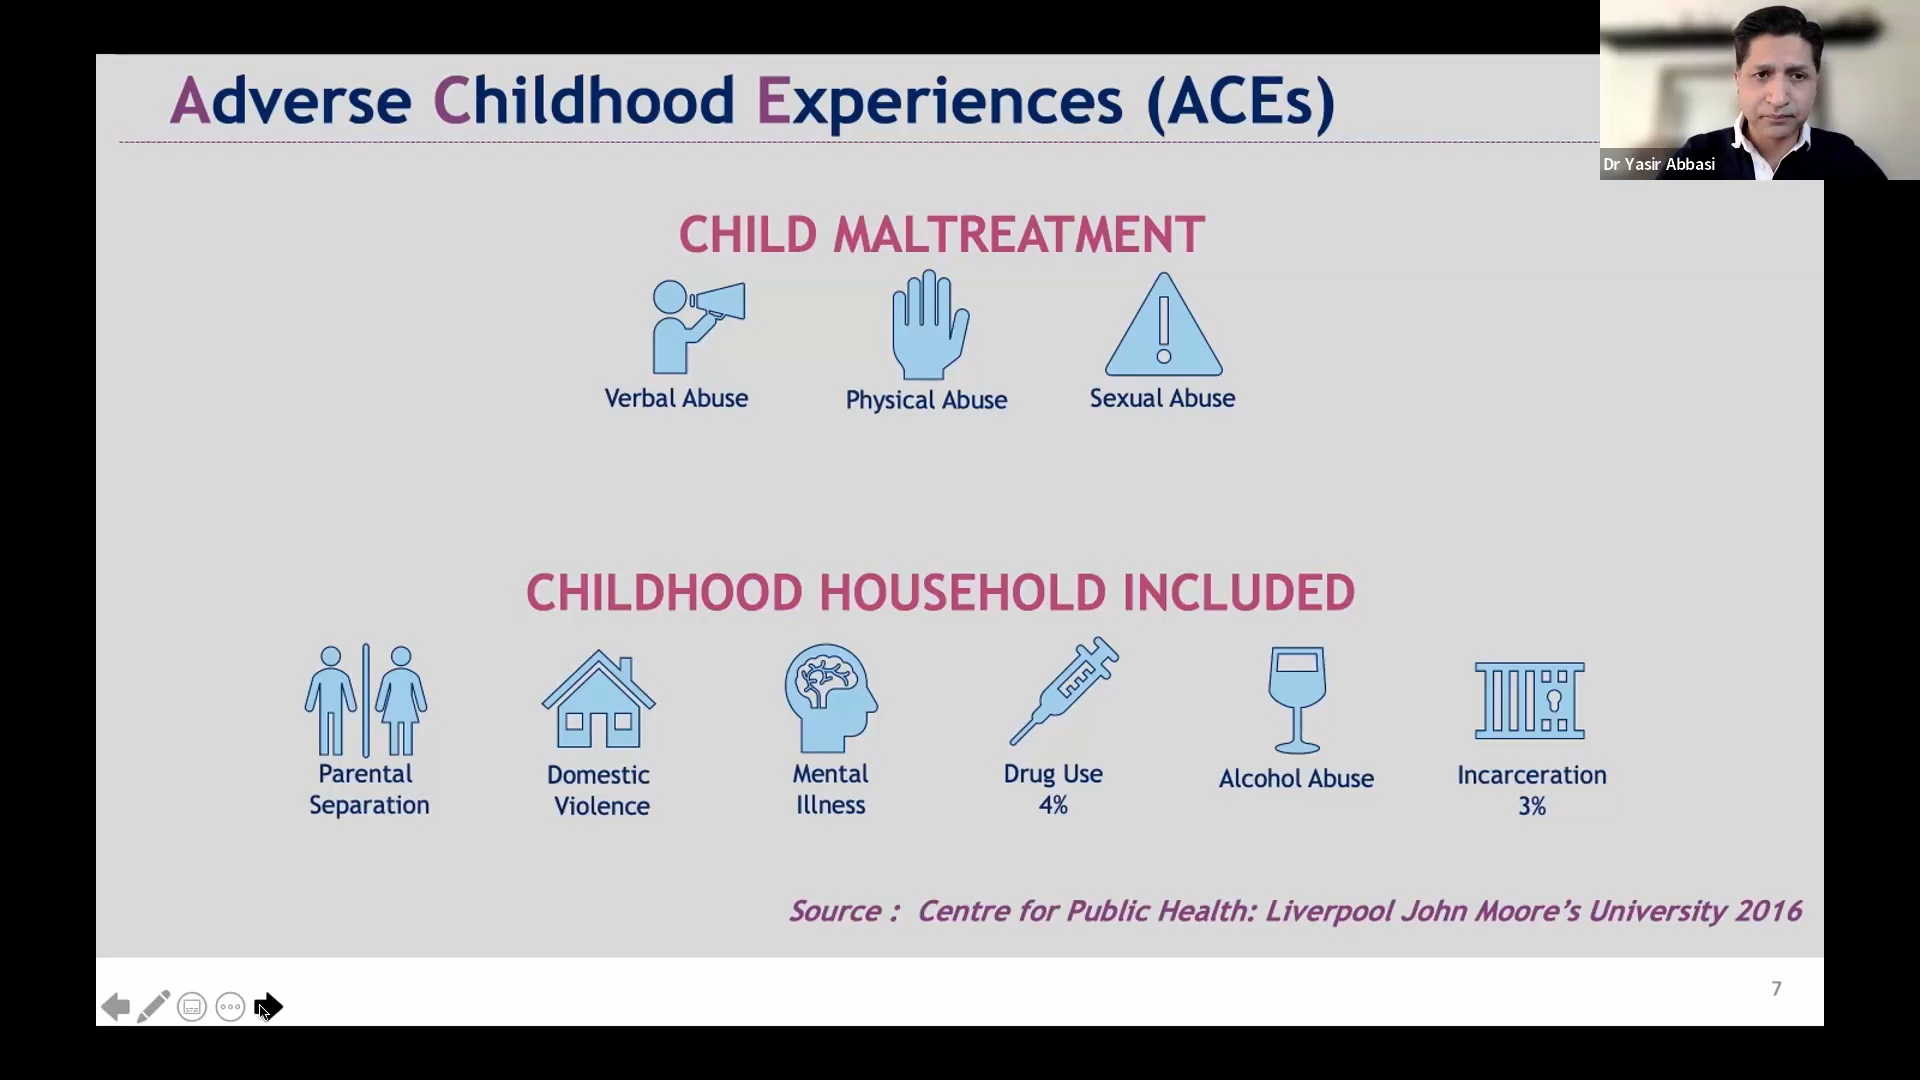 Adverse Childhood Experiences (ACEs)
Dr Yasir Abbasi
CHILD MALTREATMENT
Verbal Abuse
Physical Abuse
Sexual Abuse
CHILDHOOD HOUSEHOLD INCLUDED
Parental
Separation
Domestic
Violence
Mental
Illness
Drug Use
4%
Alcohol Abuse
Incarceration
3%
Source : Centre for Public Health: Liverpool John Moore’s University 2016
7